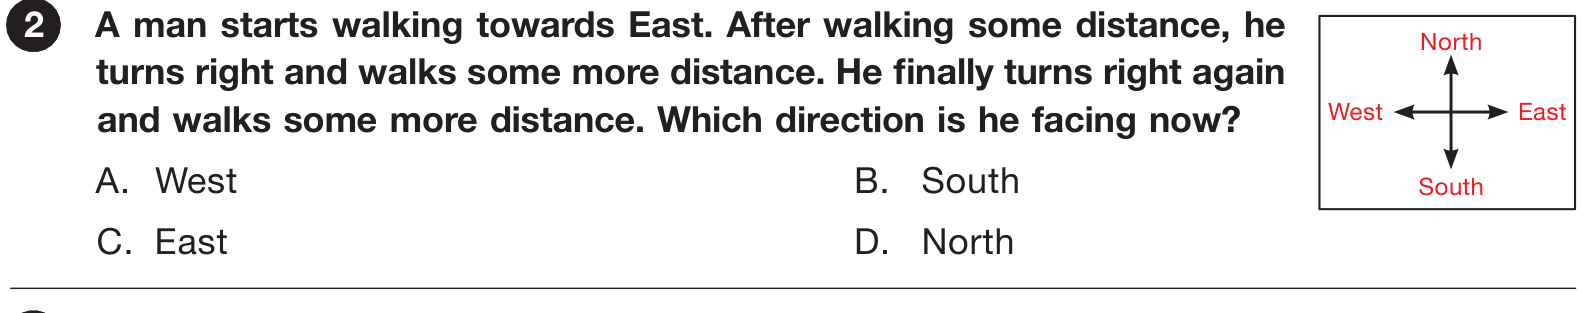 2 A man starts walking towards East. After walking some distance, he
turns right and walks some more distance. He finally turns right again
and walks some more distance. Which direction is he facing now?
A. West
B. South
C. East
D. North
North
West
East
South